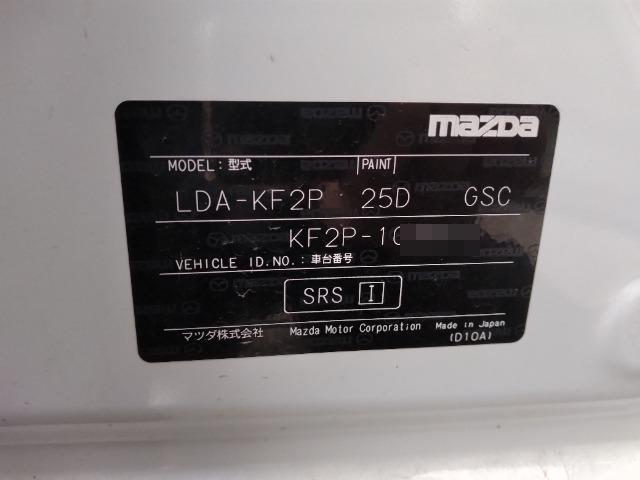 mazda
MODEL:型式 PAINT
LDA-KF2P 25D GSC
KF2P-10
VEHICLE ID.NO.:車台番号
SRS I
マツダ株式会社 Mazda Motor Corporation Made in Japan
(D10A)